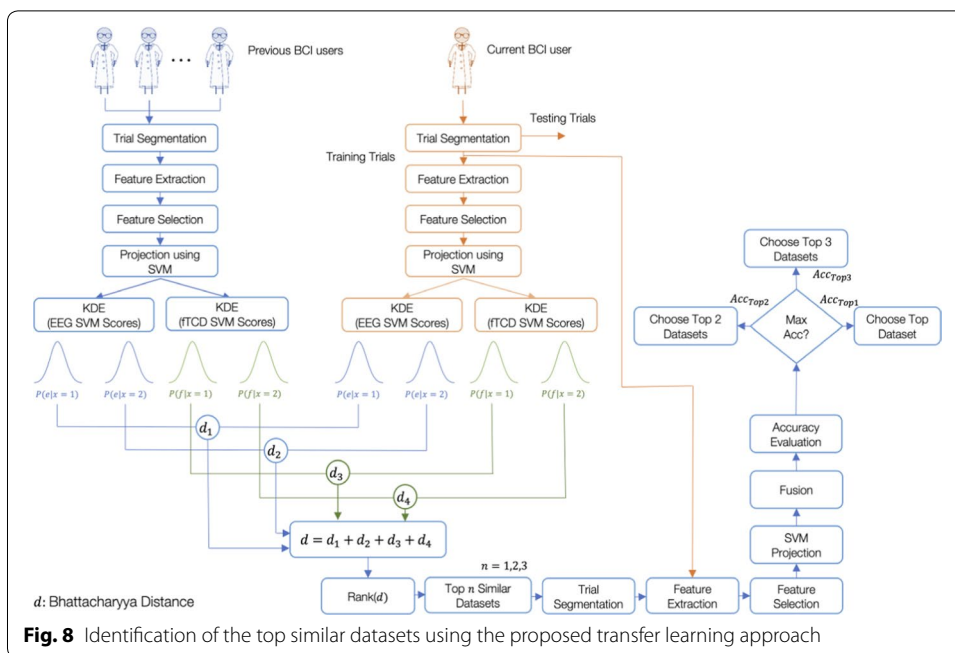 Previous BCI users
Current BCI user
Testing Trials
Trial Segmentation
Trial Segmentation
Training Trials
Feature Extraction
Feature Extraction
Feature Selection
Feature Selection
Projection using
SVM
Projection using
SVM
KDE
(EEG SVM Scores)
KDE
(fTCD SVM Scores)
KDE
(EEG SVM Scores)
KDE
(fTCD SVM Scores)
P(e|x = 1)
P(e|x = 2)
P(f|x = 1)
P(f|x = 2)
P(e|x = 1)
P(e|x = 2)
P(f|x = 1)
P(f|x = 2)
d₁
d₂
d₃
d₄
d = d₁ + d₂ + d₃ + d₄
Rank(d)
n = 1,2,3
Top n Similar
Datasets
Trial
Segmentation
Feature
Extraction
Feature
Selection
SVM
Projection
Fusion
Accuracy
Evaluation
Max
Acc?
Acc_Top1
Choose Top
Dataset
Acc_Top2
Choose Top 2
Datasets
Acc_Top3
Choose Top 3
Datasets
d: Bhattacharyya Distance
Fig. 8 Identification of the top similar datasets using the proposed transfer learning approach